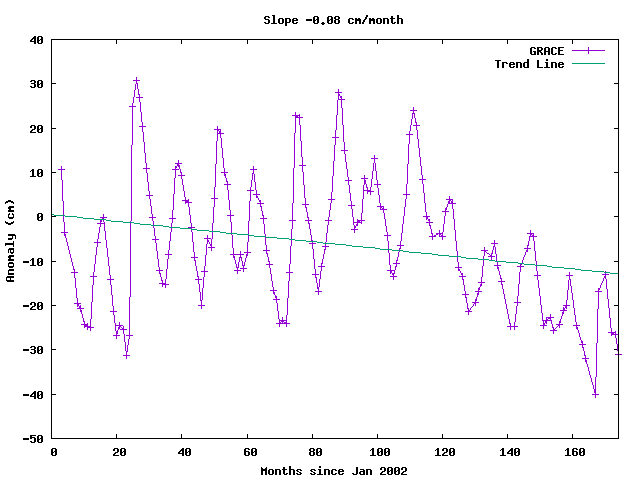 Slope -0.08 cm/month
GRACE
Trend Line
40
30
20
10
0
-10
-20
-30
-40
-50
Anomaly (cm)
0 20 40 60 80 100 120 140 160
Months since Jan 2002